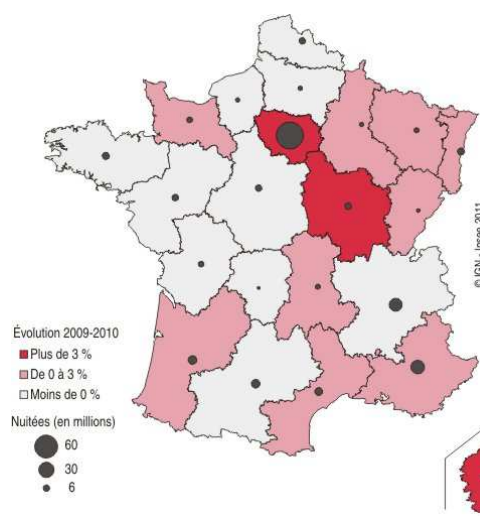 © IGN - Insee 2011
Évolution 2009-2010
Plus de 3 %
De 0 à 3 %
Moins de 0 %
Nuitées (en millions)
60
30
6